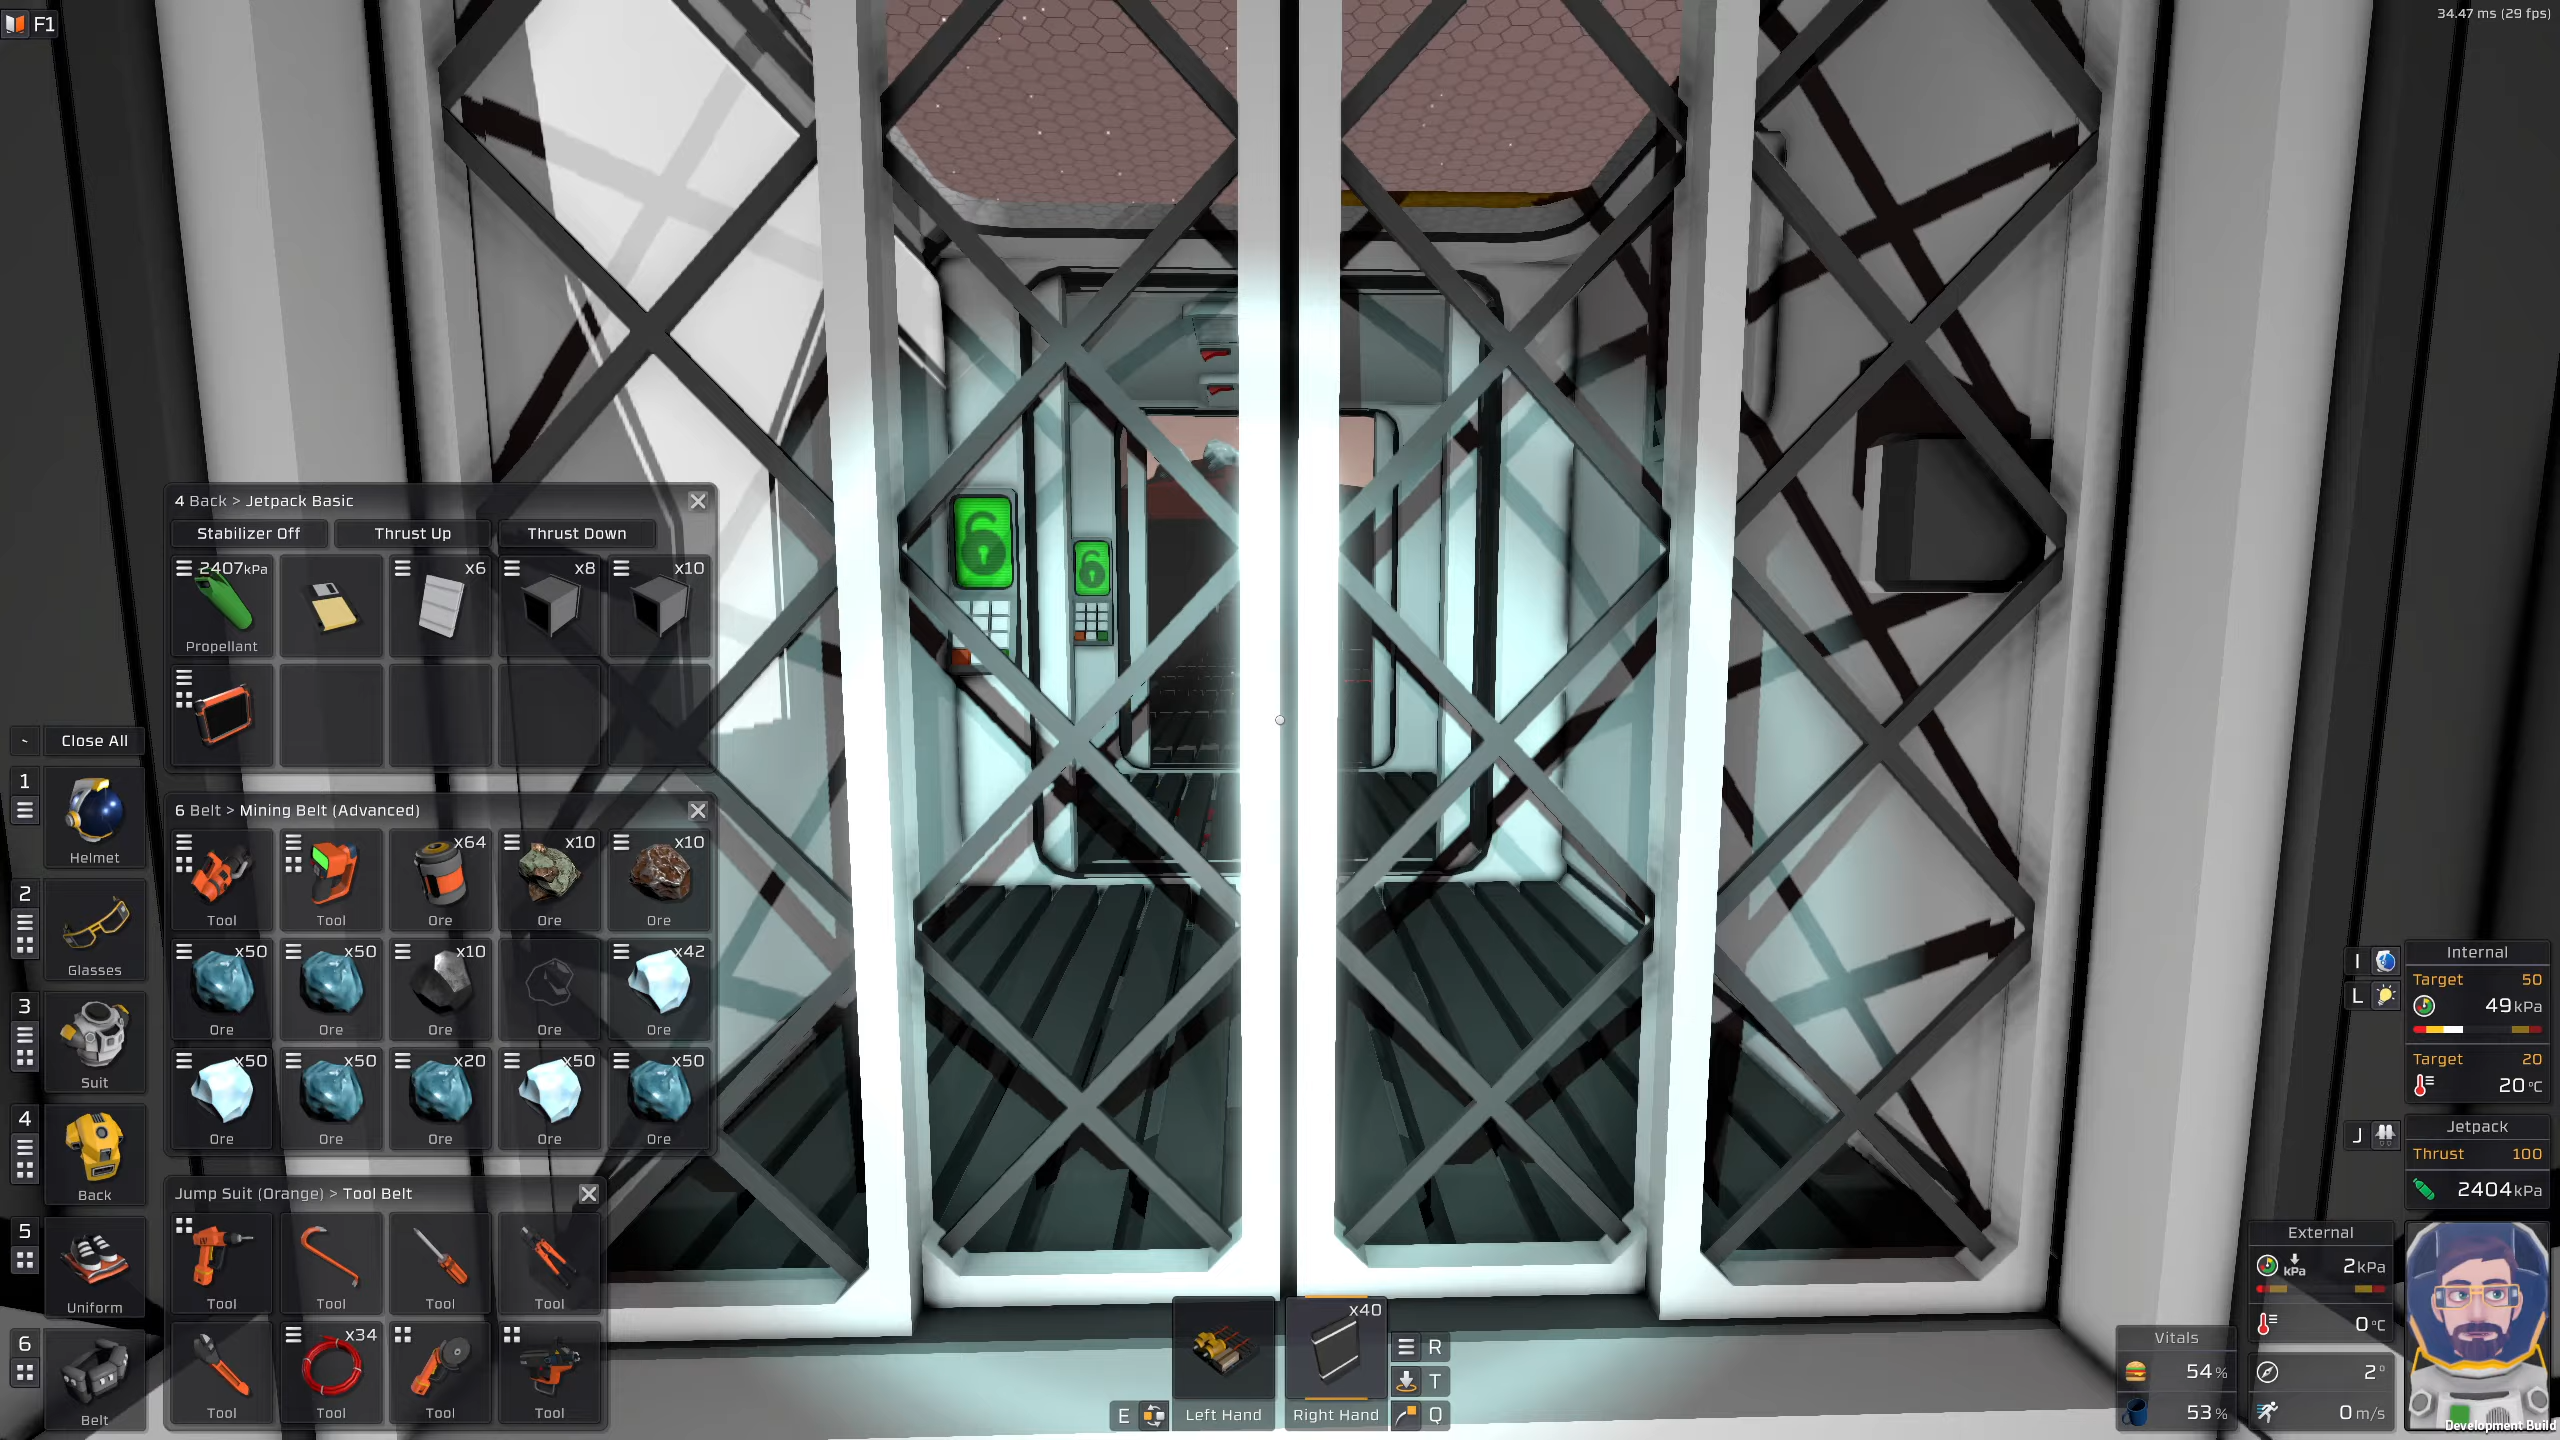 F1
34.47 ms (29 fps)
4 Back > Jetpack Basic
Stabilizer Off Thrust Up Thrust Down
2407kPa x6 x8 x10
Propellant
~ Close All
1 Helmet
2 Glasses
3 Suit
4 Back
5 Uniform
6 Belt
6 Belt > Mining Belt (Advanced)
x64 x10 x10
Tool Tool Ore Ore Ore
x50 x50 x10 x42
Ore Ore Ore Ore Ore
x50 x50 x20 x50 x50
Ore Ore Ore Ore Ore
Jump Suit (Orange) > Tool Belt
Tool Tool Tool Tool
x34
Tool Tool Tool Tool
6
6
x40
R
T
E Left Hand Right Hand Q
I Internal
Target 50
L 49kPa
Target 20
20°C
J Jetpack
Thrust 100
2404kPa
External
kPa 2kPa
0°C
2°
0m/s
Vitals
54%
53%
Development Build